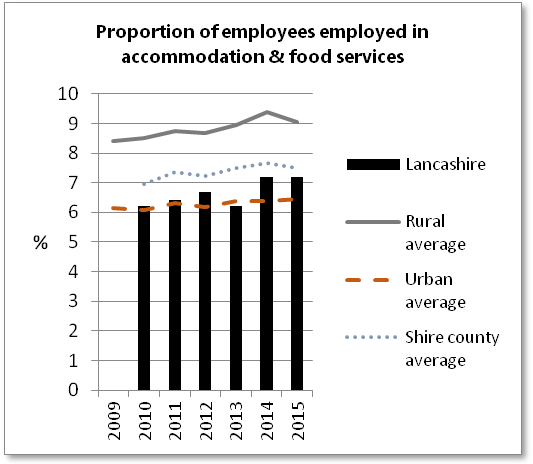 Proportion of employees employed in
accommodation & food services
10
9
8
7
6
5
4
3
2
1
0
%
2009
2010
2011
2012
2013
2014
2015
Lancashire
Rural
average
Urban
average
Shire county
average